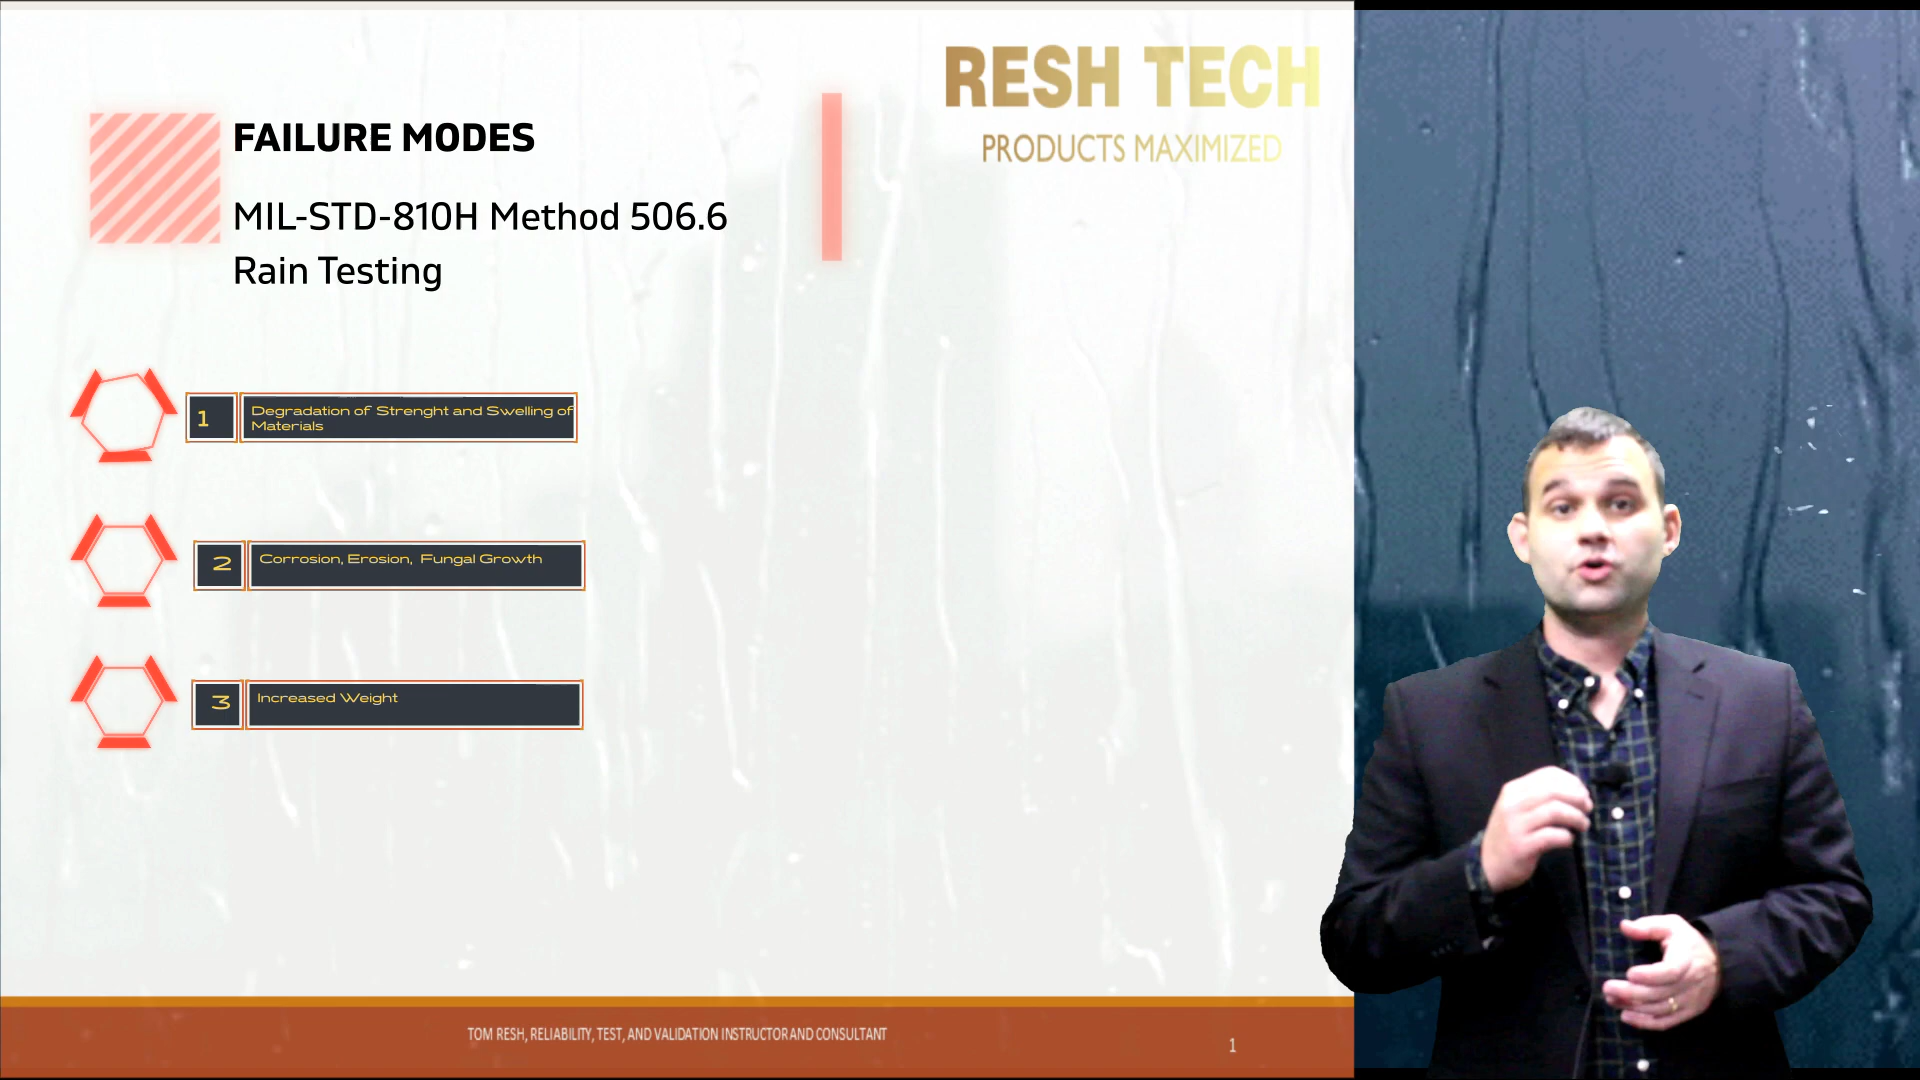 RESH TECH
PRODUCTS MAXIMIZED
FAILURE MODES
MIL-STD-810H Method 506.6
Rain Testing
1
Degradation of Strenght and Swelling of
Materials
2
Corrosion, Erosion, Fungal Growth
3
Increased Weight
TOM RESH, RELIABILITY, TEST, AND VALIDATION INSTRUCTOR AND CONSULTANT
1